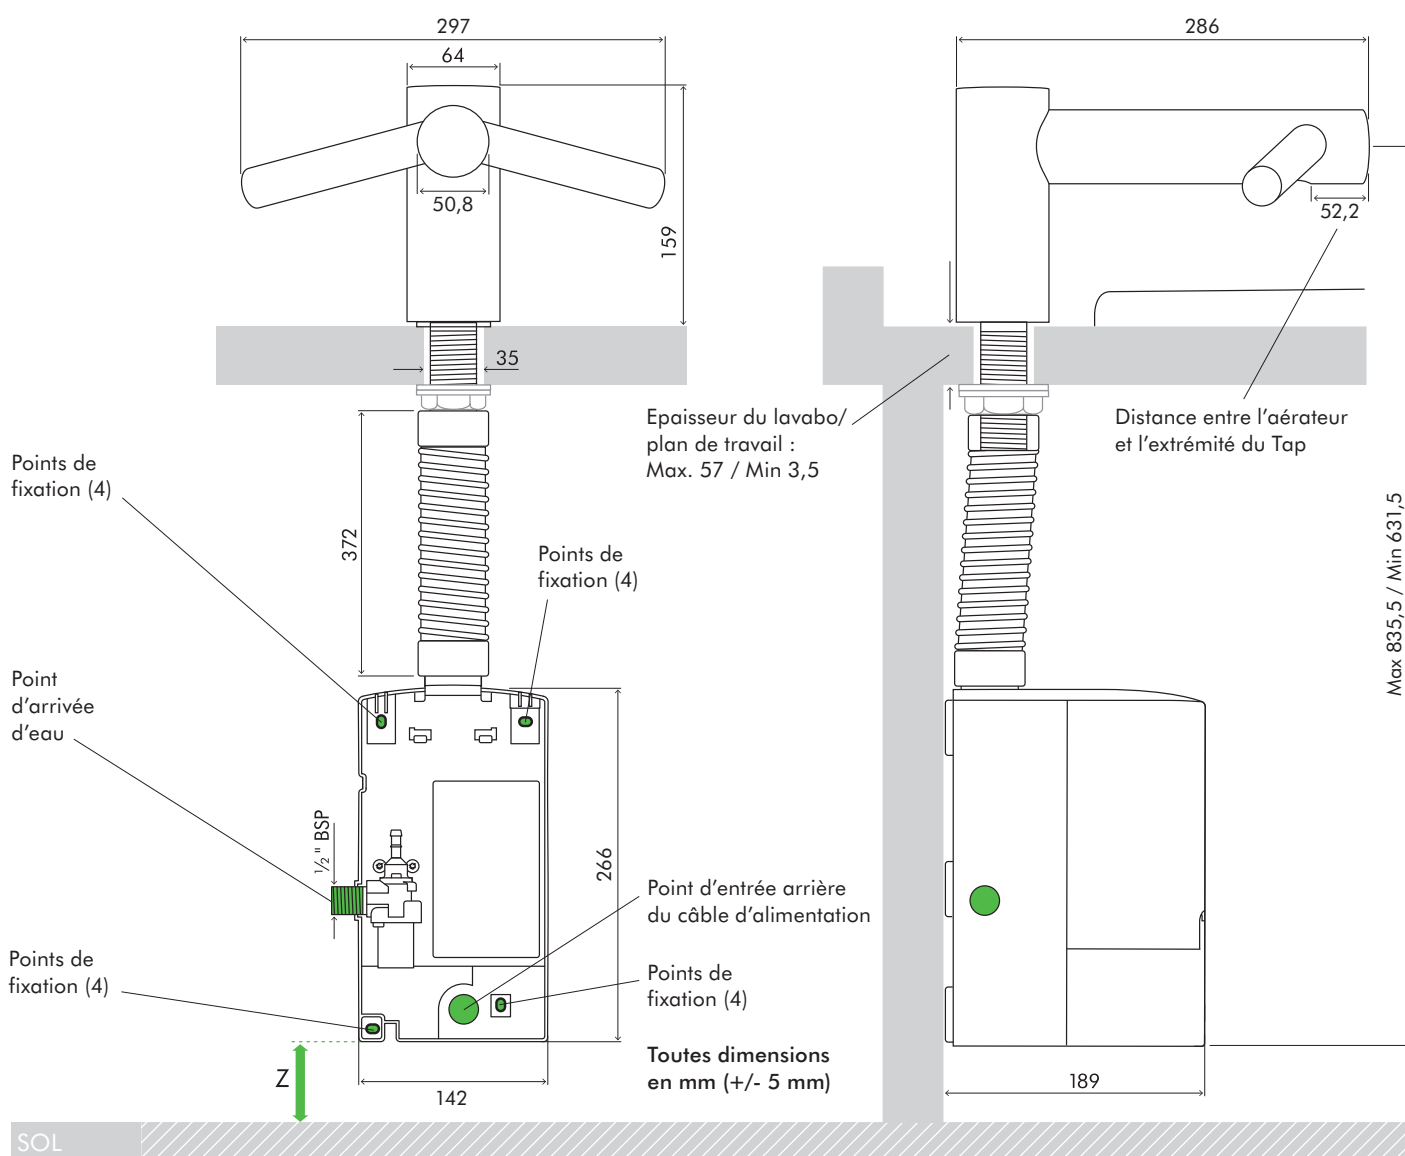 297
64
286
50,8
52,2
159
35
Epaisseur du lavabo/
plan de travail :
Max. 57 / Min 3,5
Distance entre l'aérateur
et l'extrémité du Tap
Points de
fixation (4)
372
Points de
fixation (4)
Max 835,5 / Min 631,5
Point
d'arrivée
d'eau
½" BSP
266
Point d'entrée arrière
du câble d'alimentation
Points de
fixation (4)
Points de
fixation (4)
Toutes dimensions
en mm (+/- 5 mm)
Z
142
189
SOL